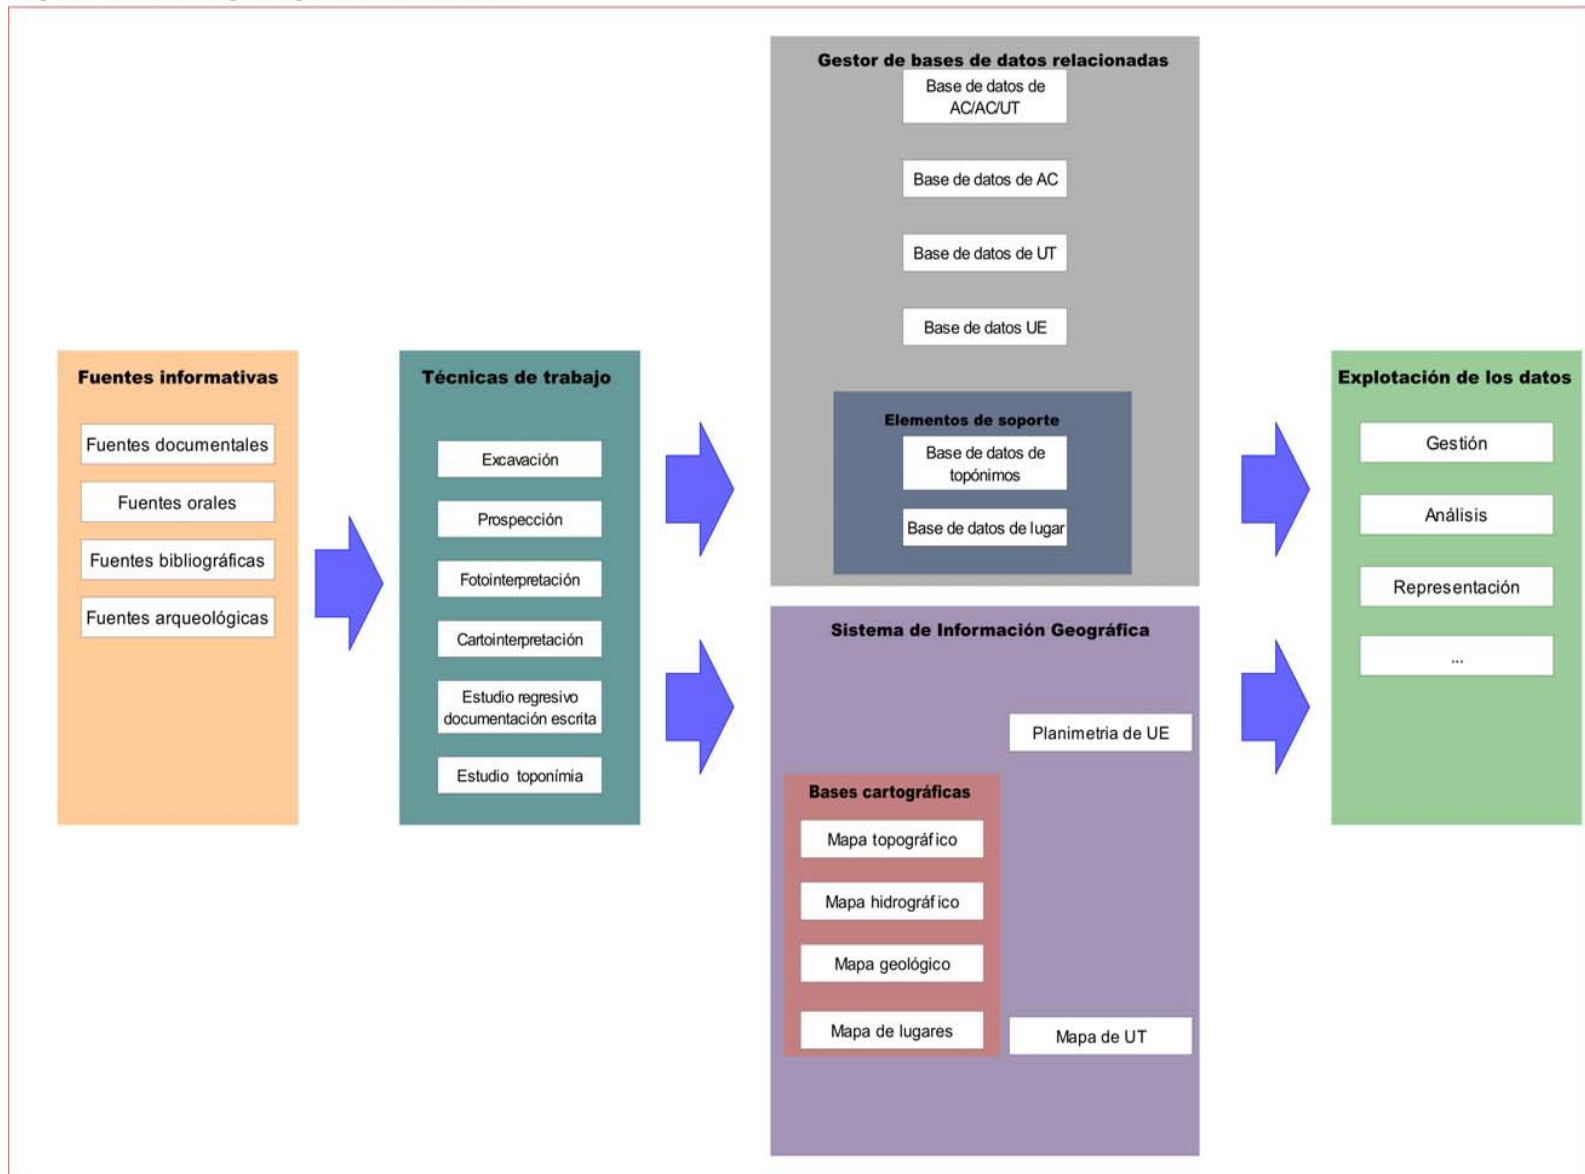 Fuentes informativas
Fuentes documentales
Fuentes orales
Fuentes bibliográficas
Fuentes arqueológicas
Técnicas de trabajo
Excavación
Prospección
Fotointerpretación
Cartointerpretación
Estudio regresivo
documentación escrita
Estudio toponímia
Gestor de bases de datos relacionadas
Base de datos de
AC/AC/UT
Base de datos de AC
Base de datos de UT
Base de datos UE
Elementos de soporte
Base de datos de
topónimos
Base de datos de lugar
Sistema de Información Geográfica
Planimetria de UE
Bases cartográficas
Mapa topográfico
Mapa hidrográfico
Mapa geológico
Mapa de lugares
Mapa de UT
Explotación de los datos
Gestión
Análisis
Representación
...